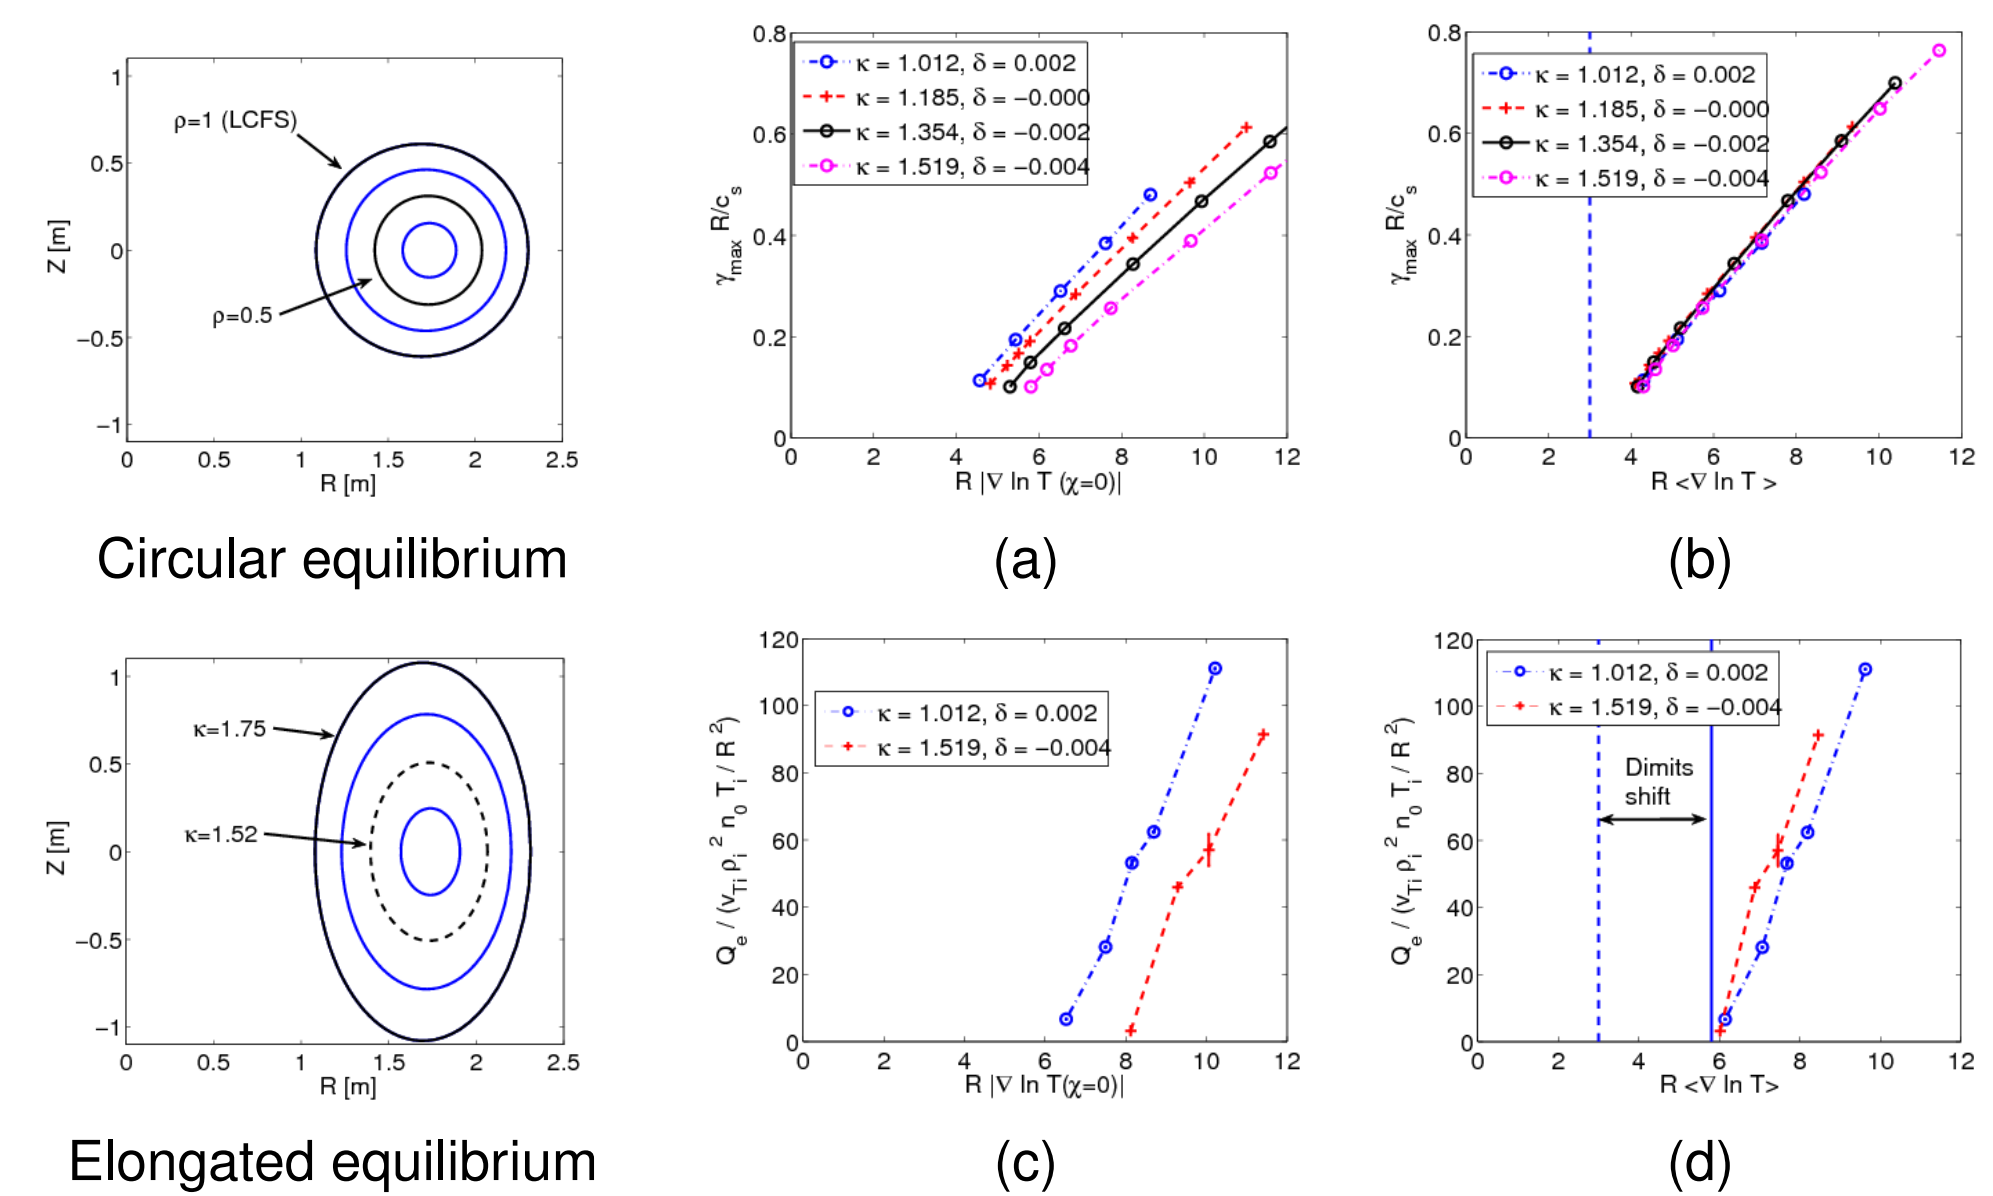 ρ=1 (LCFS)
ρ=0.5
1
0.5
0
−0.5
−1
Z [m]
0 0.5 1 1.5 2 2.5
R [m]
Circular equilibrium
0.8
0.6
0.4
0.2
0
γmax R/cs
κ = 1.012, δ = 0.002
κ = 1.185, δ = −0.000
κ = 1.354, δ = −0.002
κ = 1.519, δ = −0.004
0 2 4 6 8 10 12
R |∇ ln T (χ=0)|
(a)
0.8
0.6
0.4
0.2
0
γmax R/cs
κ = 1.012, δ = 0.002
κ = 1.185, δ = −0.000
κ = 1.354, δ = −0.002
κ = 1.519, δ = −0.004
0 2 4 6 8 10 12
R <∇ ln T >
(b)
κ=1.75
κ=1.52
1
0.5
0
−0.5
−1
Z [m]
0 0.5 1 1.5 2 2.5
R [m]
Elongated equilibrium
120
100
80
60
40
20
0
Qe / (vTi ρi 2 n0 Ti / R 2)
κ = 1.012, δ = 0.002
κ = 1.519, δ = −0.004
0 2 4 6 8 10 12
R |∇ ln T(χ=0)|
(c)
120
100
80
60
40
20
0
Qe / (vTi ρi 2 n0 Ti / R 2)
κ = 1.012, δ = 0.002
κ = 1.519, δ = −0.004
Dimits
shift
0 2 4 6 8 10 12
R <∇ ln T>
(d)